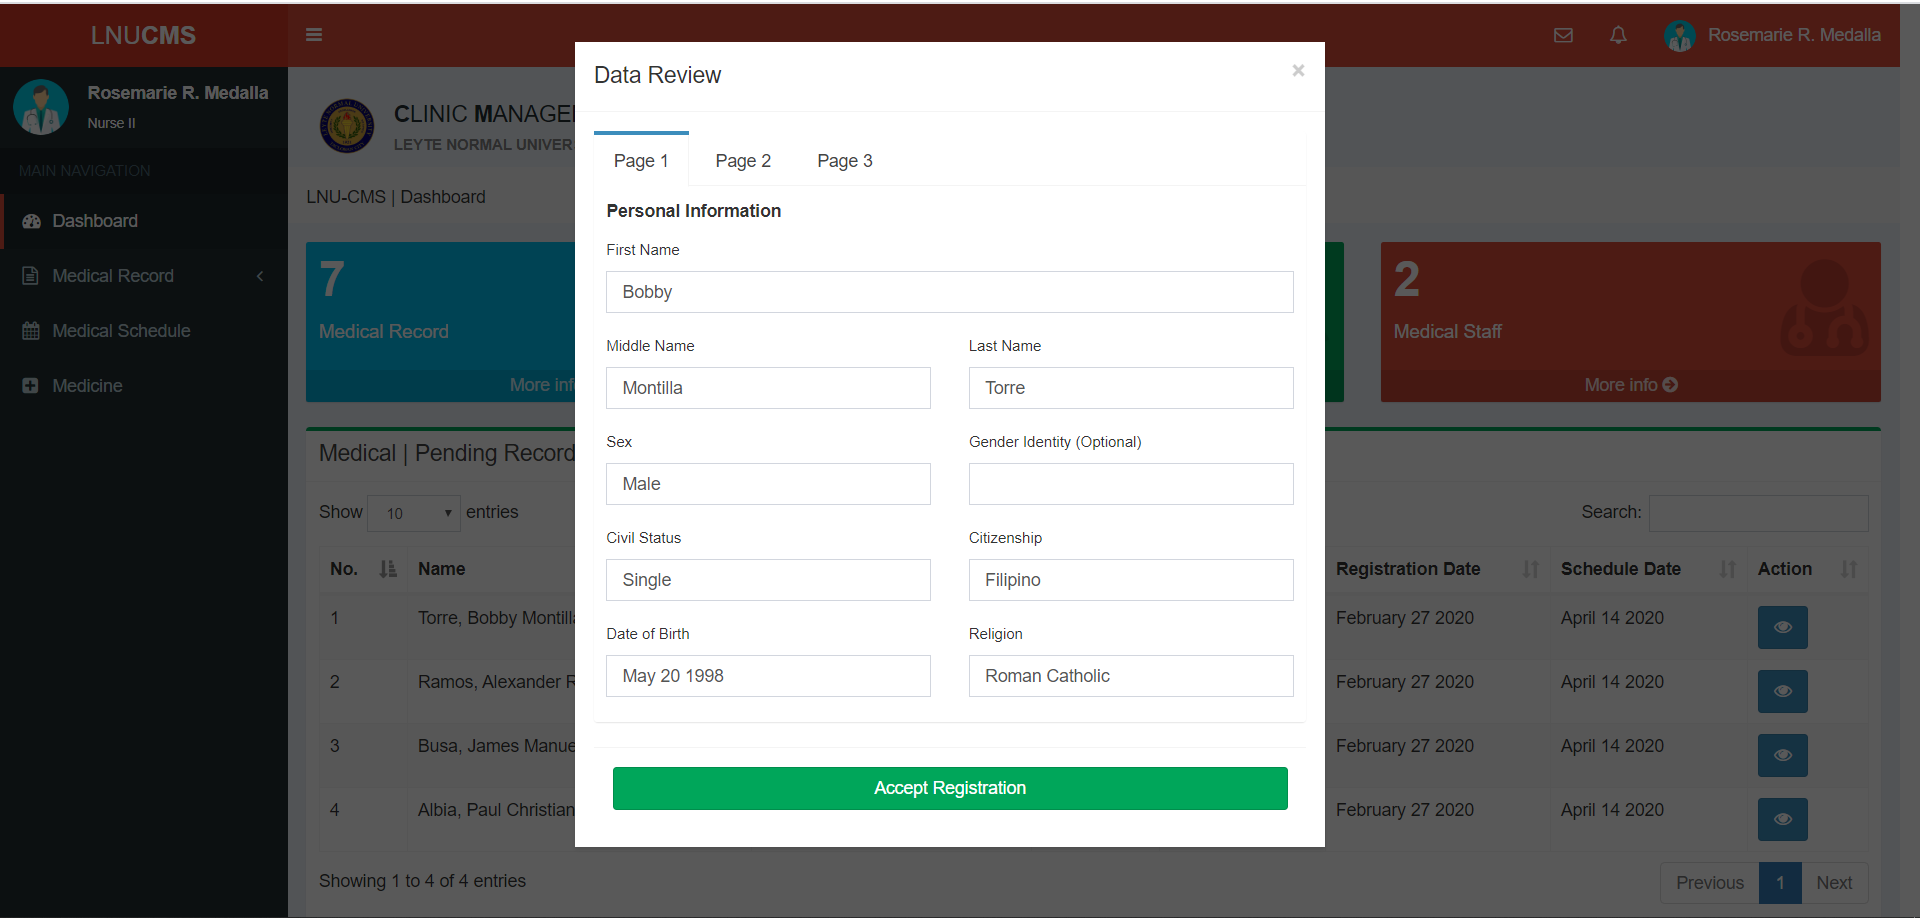 LNUCMS
Rosemarie R. Medalla
Rosemarie R. Medalla
Nurse II
MAIN NAVIGATION
Dashboard
Medical Record
Medical Schedule
Medicine
CLINIC MANAGE
LEYTE NORMAL UNIVER
LNU-CMS | Dashboard
7
Medical Record
More info
2
Medical Staff
More info
Medical | Pending Record
Show 10 entries
Search:
No. Name Registration Date Schedule Date Action
1 Torre, Bobby Montilla February 27 2020 April 14 2020
2 Ramos, Alexander R February 27 2020 April 14 2020
3 Busa, James Manue February 27 2020 April 14 2020
4 Albia, Paul Christian February 27 2020 April 14 2020
Showing 1 to 4 of 4 entries
Previous 1 Next
Data Review
×
Page 1 Page 2 Page 3
Personal Information
First Name
Bobby
Middle Name Last Name
Montilla Torre
Sex Gender Identity (Optional)
Male
Civil Status Citizenship
Single Filipino
Date of Birth Religion
May 20 1998 Roman Catholic
Accept Registration